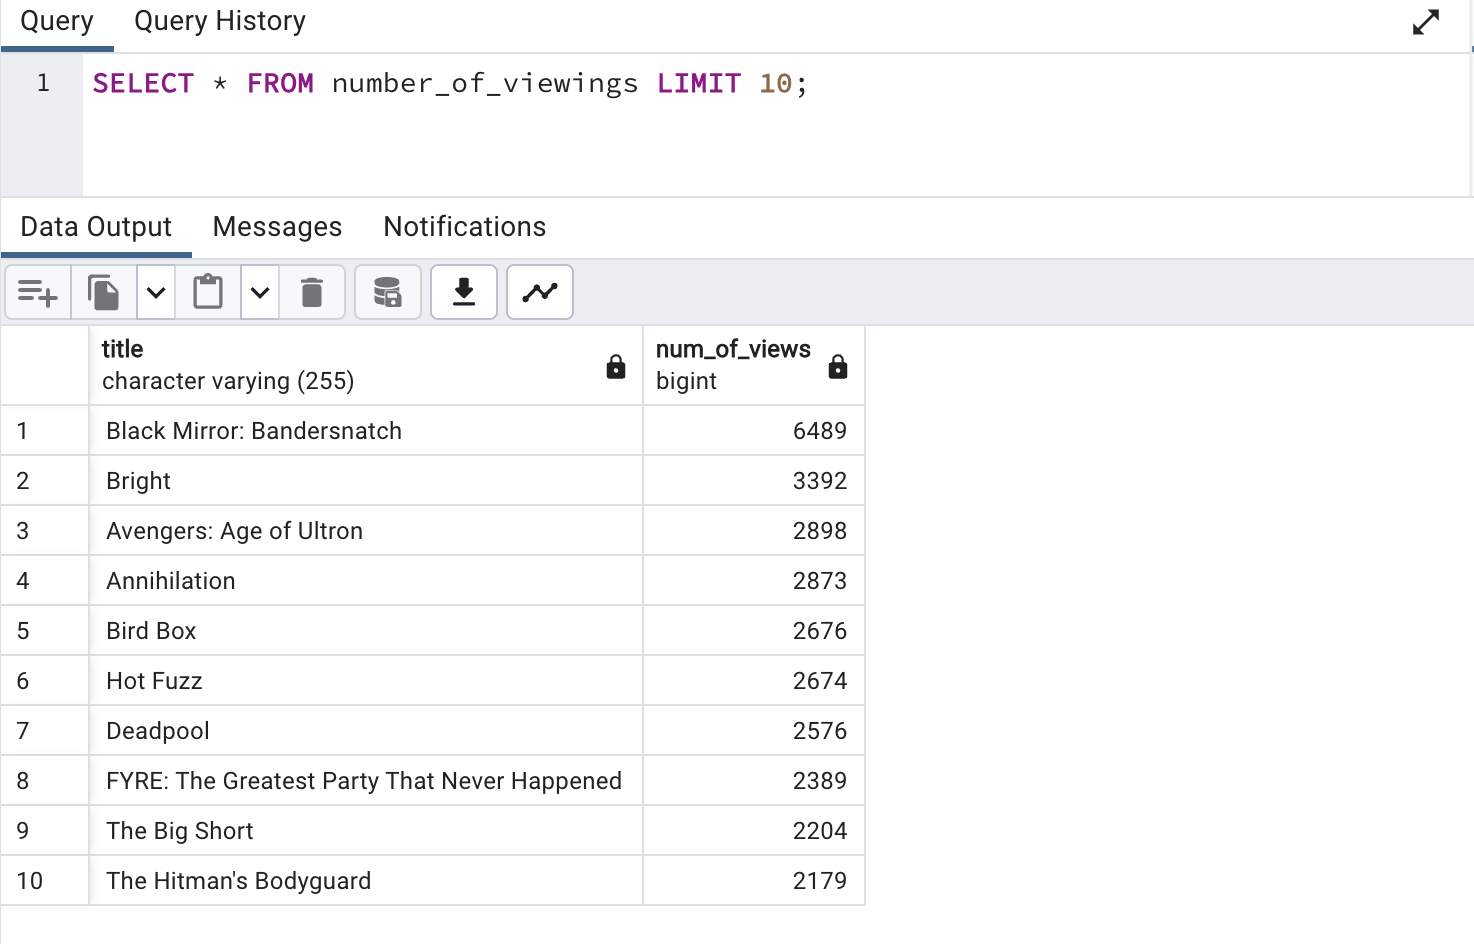 Query Query History
1 SELECT * FROM number_of_viewings LIMIT 10;
Data Output Messages Notifications
title num_of_views
character varying (255) bigint
1 Black Mirror: Bandersnatch 6489
2 Bright 3392
3 Avengers: Age of Ultron 2898
4 Annihilation 2873
5 Bird Box 2676
6 Hot Fuzz 2674
7 Deadpool 2576
8 FYRE: The Greatest Party That Never Happened 2389
9 The Big Short 2204
10 The Hitman's Bodyguard 2179